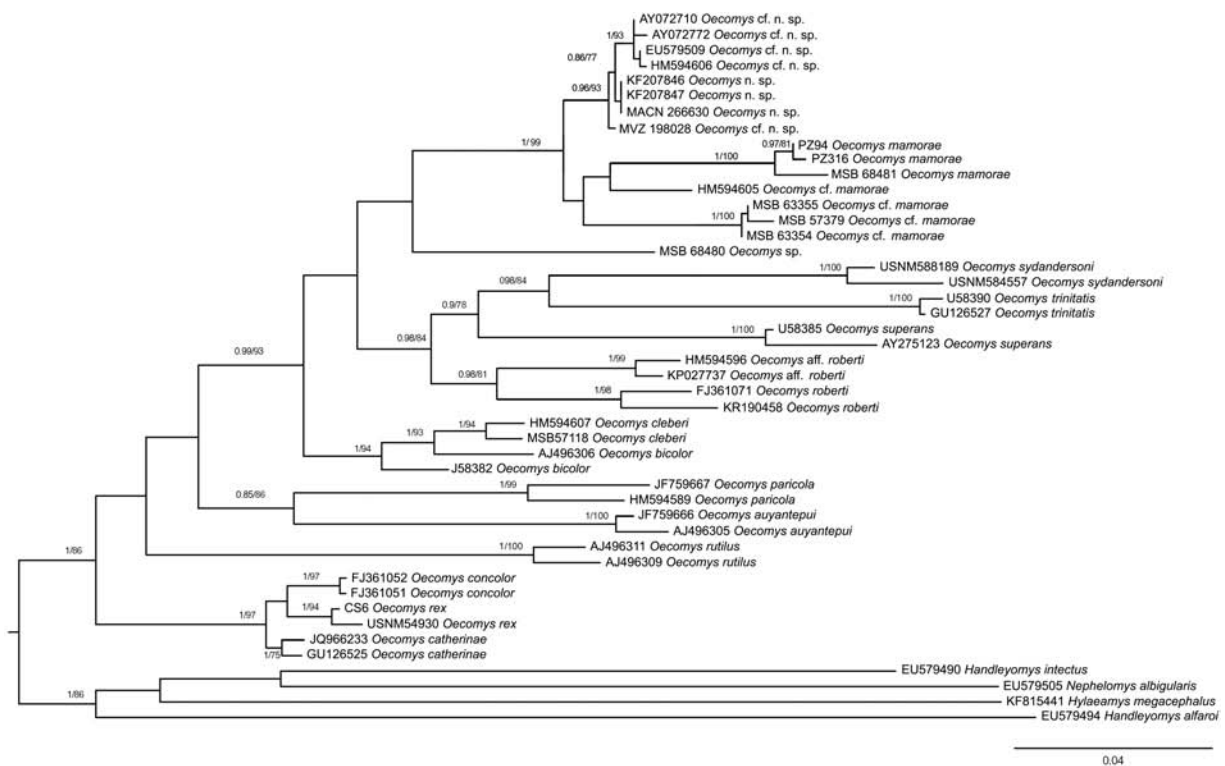 AY072710 Oecomys cf. n. sp.
1/93
AY072772 Oecomys cf. n. sp.
EU579509 Oecomys cf. n. sp.
0.86/77
HM594606 Oecomys cf. n. sp.
KF207846 Oecomys n. sp.
0.96/93
KF207847 Oecomys n. sp.
MACN 266630 Oecomys n. sp.
MVZ 198028 Oecomys cf. n. sp.
1/99
0.97/81
PZ94 Oecomys mamorae
1/100
PZ316 Oecomys mamorae
MSB 68481 Oecomys mamorae
HM594605 Oecomys cf. mamorae
MSB 63355 Oecomys cf. mamorae
1/100
MSB 57379 Oecomys cf. mamorae
MSB 63354 Oecomys cf. mamorae
MSB 68480 Oecomys sp.
1/100
USNM588189 Oecomys sydandersoni
098/84
USNM584557 Oecomys sydandersoni
1/100
U58390 Oecomys trinitatis
0.9/78
GU126527 Oecomys trinitatis
1/100
U58385 Oecomys superans
0.98/84
AY275123 Oecomys superans
1/99
HM594596 Oecomys aff. roberti
0.99/93
0.98/81
KP027737 Oecomys aff. roberti
1/98
FJ361071 Oecomys roberti
KR190458 Oecomys roberti
1/94
HM594607 Oecomys cleberi
1/93
MSB57118 Oecomys cleberi
1/94
AJ496306 Oecomys bicolor
J58382 Oecomys bicolor
1/99
JF759667 Oecomys paricola
0.85/86
HM594589 Oecomys paricola
1/100
JF759666 Oecomys auyantepui
AJ496305 Oecomys auyantepui
1/86
1/100
AJ496311 Oecomys rutilus
AJ496309 Oecomys rutilus
1/97
FJ361052 Oecomys concolor
FJ361051 Oecomys concolor
1/97
1/94
CS6 Oecomys rex
USNM54930 Oecomys rex
JQ966233 Oecomys catherinae
1/75
GU126525 Oecomys catherinae
EU579490 Handleyomys intectus
1/86
EU579505 Nephelomys albigularis
KF815441 Hylaeamys megacephalus
EU579494 Handleyomys alfaroi
0.04